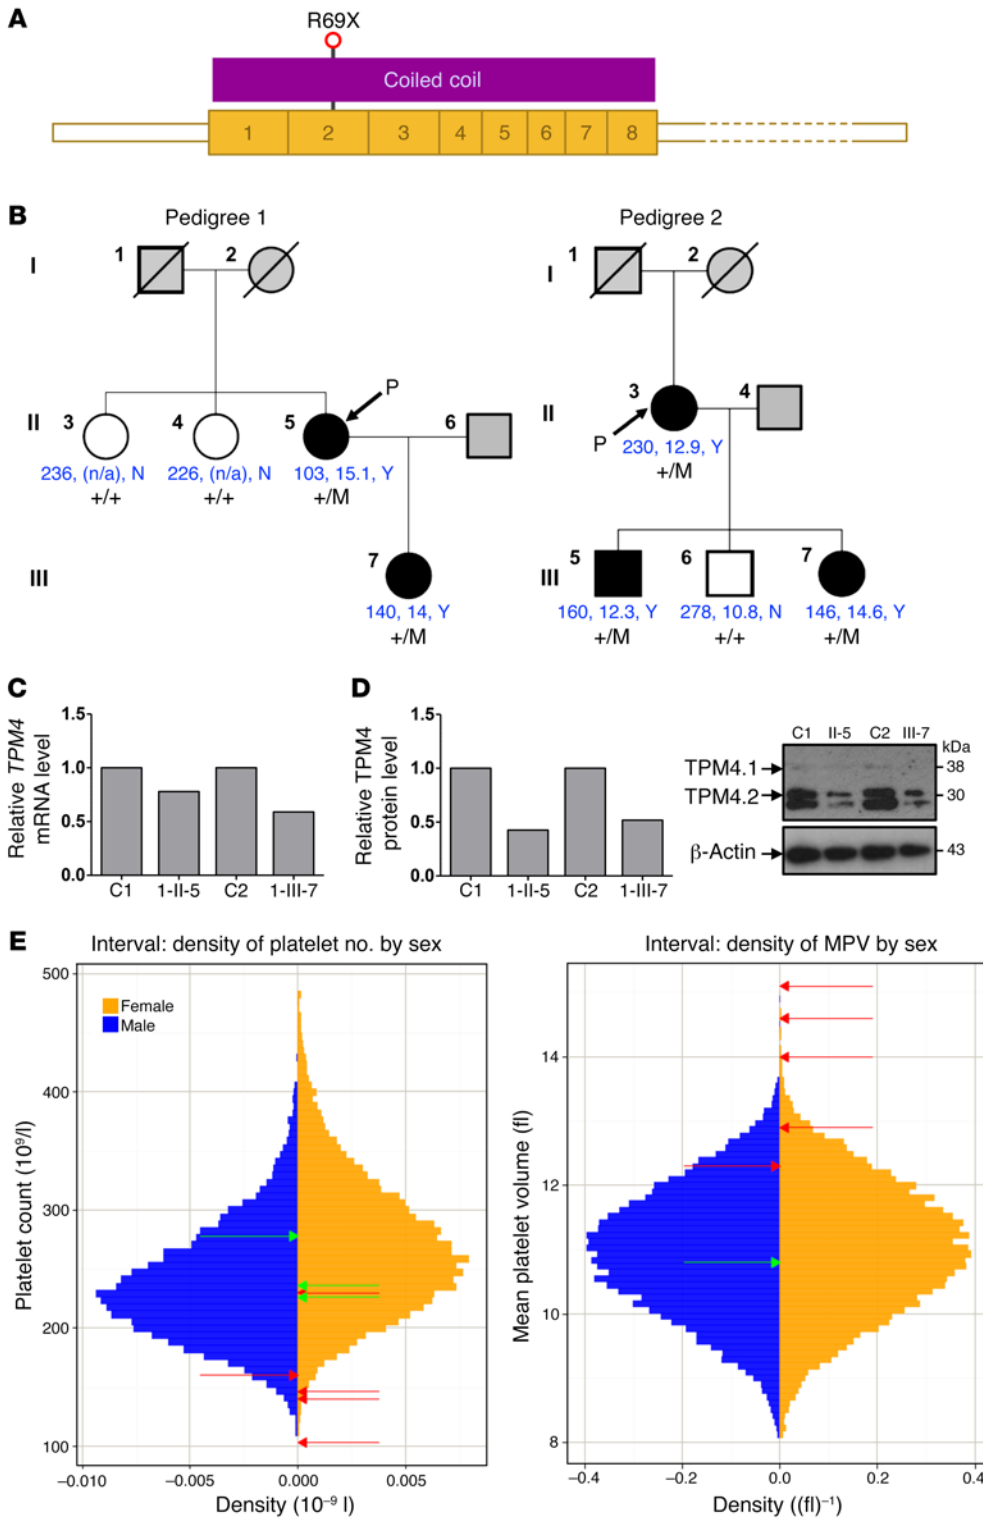 A
R69X
Coiled coil
1 2 3 4 5 6 7 8
B
Pedigree 1 Pedigree 2
I 1 2 I 1 2
II 3 4 5 P 6 II 3 4
236, (n/a), N 226, (n/a), N 103, 15.1, Y P 230, 12.9, Y
+/+ +/+ +/M +/M
III 7 III 5 6 7
140, 14, Y 160, 12.3, Y 278, 10.8, N 146, 14.6, Y
+/M +/M +/+ +/M
C
Relative TPM4
mRNA level
1.5
1.0
0.5
0.0
C1 1-II-5 C2 1-III-7
D
Relative TPM4
protein level
1.5
1.0
0.5
0.0
C1 1-II-5 C2 1-III-7
C1 II-5 C2 III-7
kDa
TPM4.1 38
TPM4.2 30
β-Actin 43
E
Interval: density of platelet no. by sex
Female
Male
Platelet count (10⁹/l)
500
400
300
200
100
−0.010 −0.005 0.000 0.005
Density (10⁻⁹ l)
Interval: density of MPV by sex
Mean platelet volume (fl)
14
12
10
8
−0.4 −0.2 0.0 0.2 0.4
Density ((fl)⁻¹)